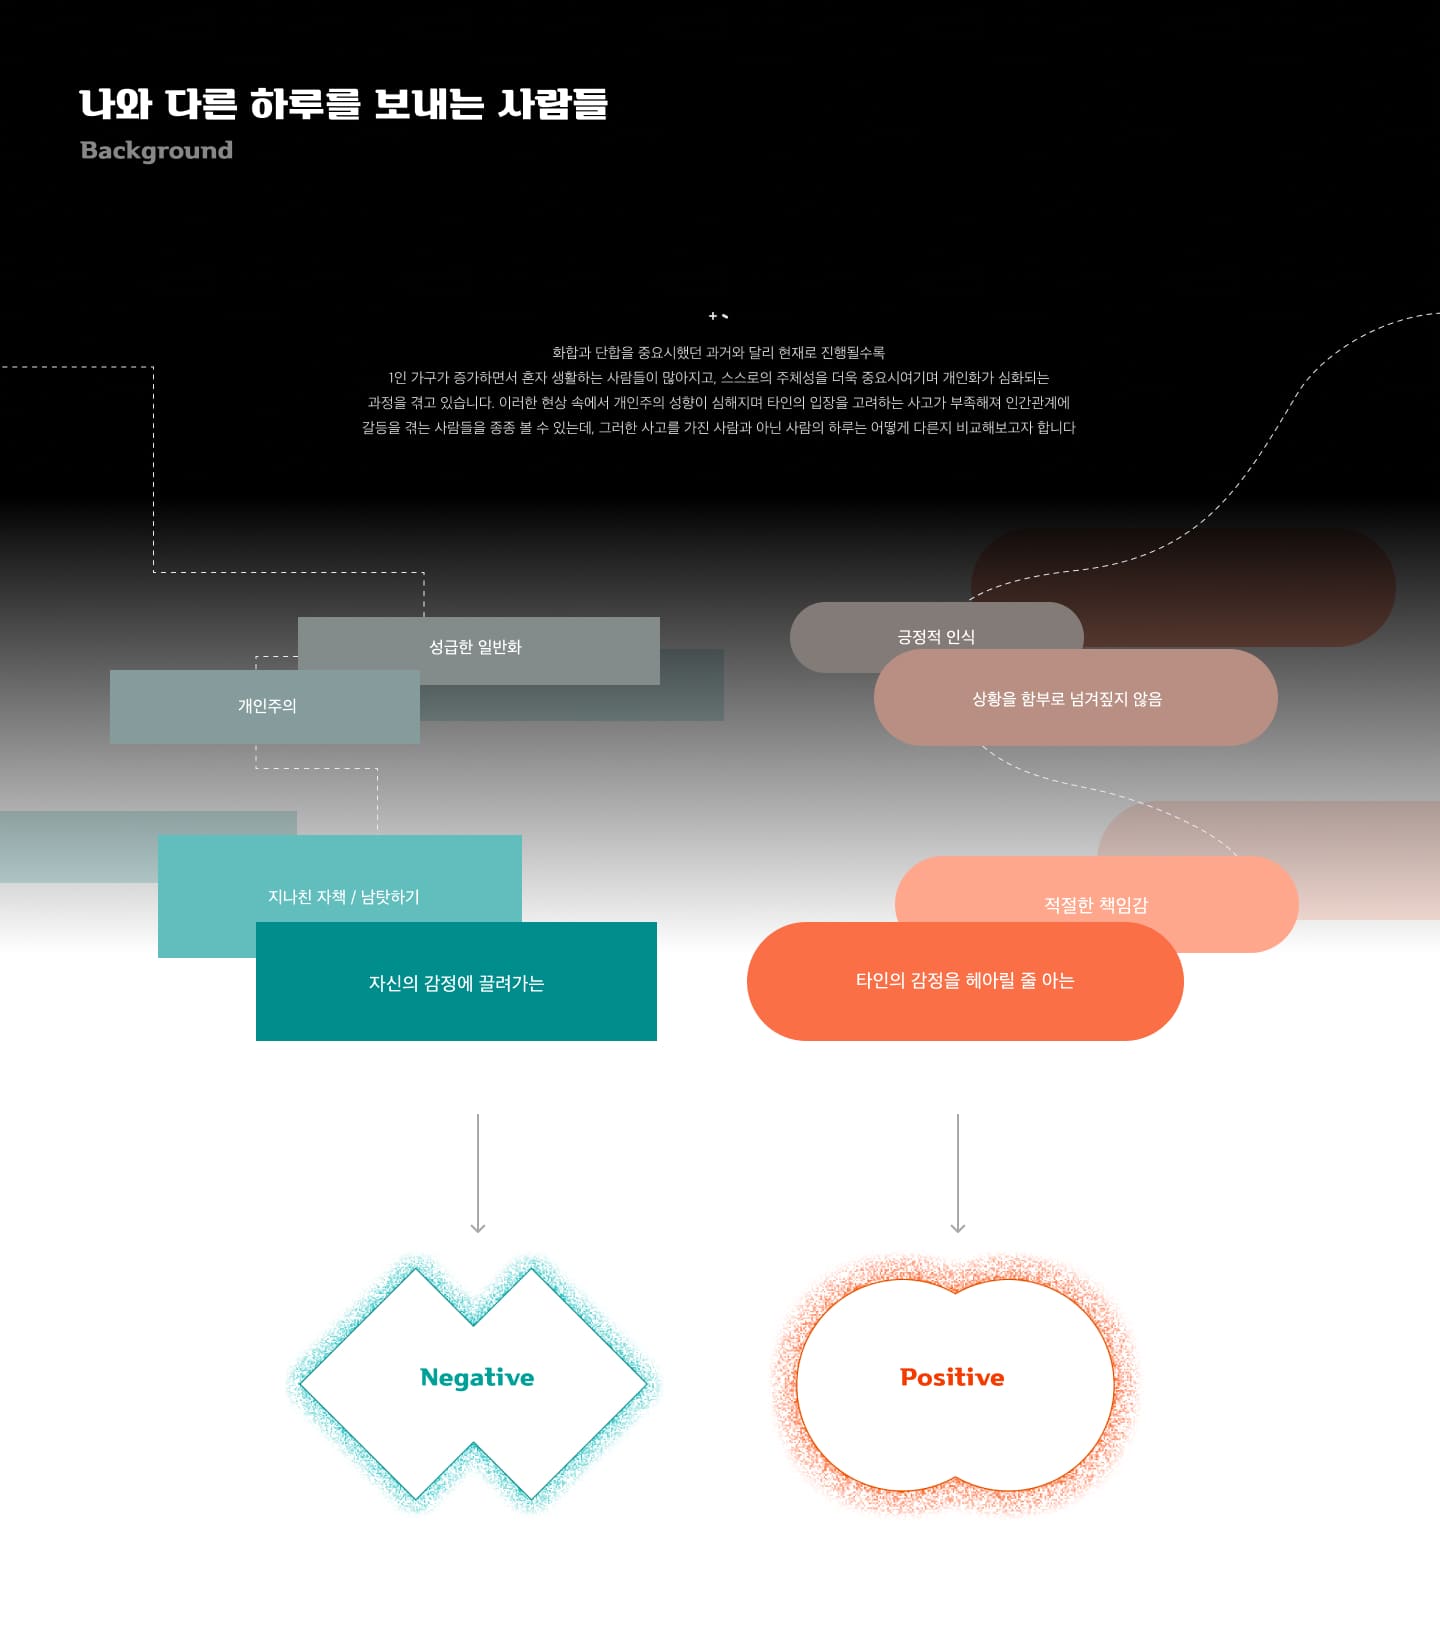 나와 다른 하루를 보내는 사람들
Background
화합과 단합을 중요시했던 과거와 달리 현재로 진행될수록
1인 가구가 증가하면서 혼자 생활하는 사람들이 많아지고, 스스로의 주체성을 더욱 중요시여기며 개인화가 심화되는
과정을 겪고 있습니다. 이러한 현상 속에서 개인주의 성향이 심해지며 타인의 입장을 고려하는 사고가 부족해져 인간관계에
갈등을 겪는 사람들을 종종 볼 수 있는데, 그러한 사고를 가진 사람과 아닌 사람의 하루는 어떻게 다른지 비교해보고자 합니다
성급한 일반화
개인주의
지나친 자책 / 남탓하기
자신의 감정에 끌려가는
긍정적 인식
상황을 함부로 넘겨짚지 않음
적절한 책임감
타인의 감정을 헤아릴 줄 아는
Negative
Positive